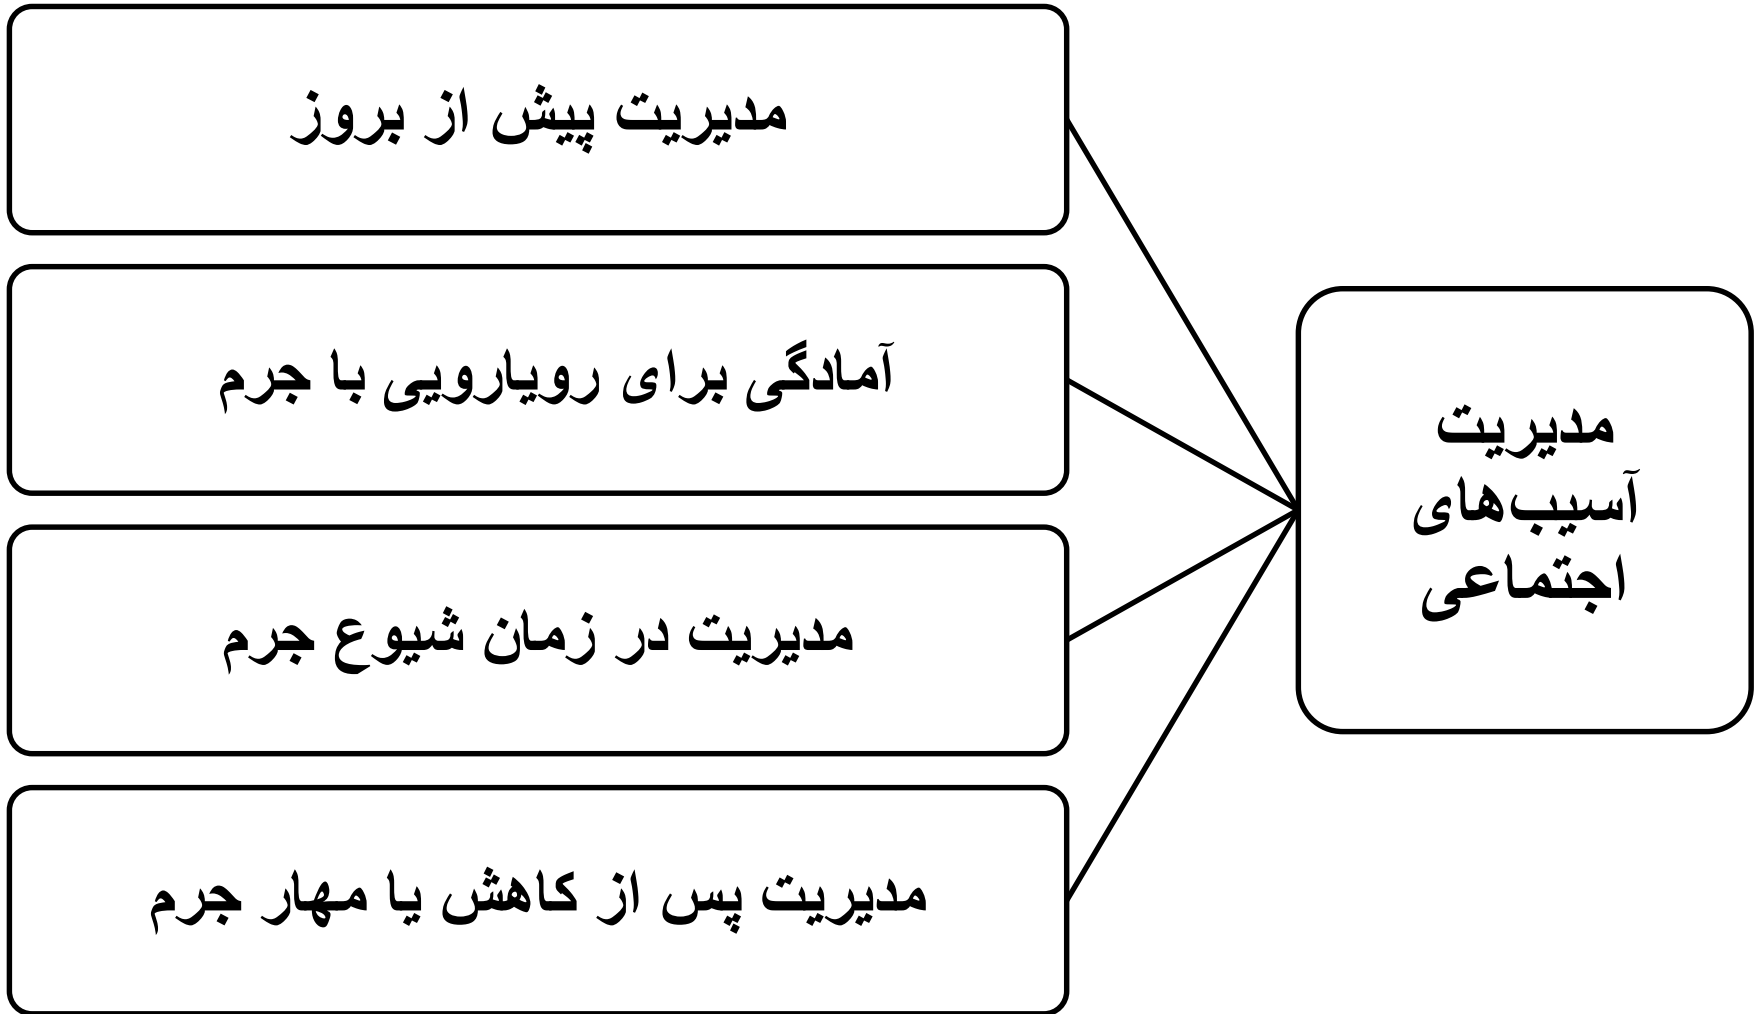 مدیریت
آسیب‌های
اجتماعی
مدیریت پیش از بروز
آمادگی برای رویارویی با جرم
مدیریت در زمان شیوع جرم
مدیریت پس از کاهش یا مهار جرم